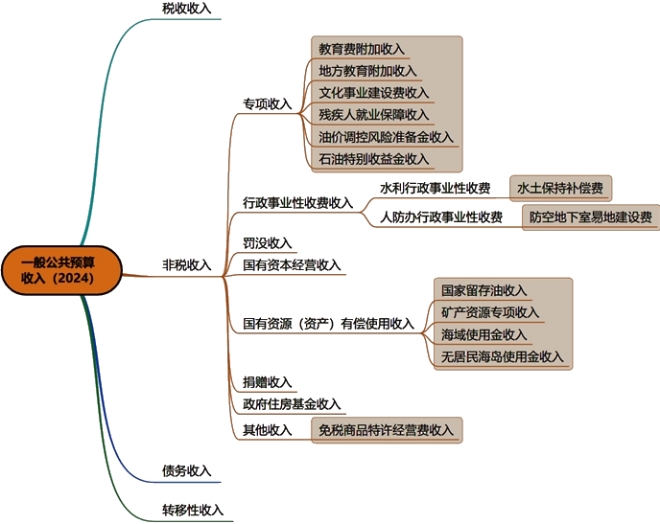 一般公共预算
收入（2024）
税收收入
非税收入
专项收入
教育费附加收入
地方教育附加收入
文化事业建设费收入
残疾人就业保障收入
油价调控风险准备金收入
石油特别收益金收入
行政事业性收费收入
水利行政事业性收费
水土保持补偿费
人防办行政事业性收费
防空地下室易地建设费
罚没收入
国有资本经营收入
国有资源（资产）有偿使用收入
国家留存油收入
矿产资源专项收入
海域使用金收入
无居民海岛使用金收入
捐赠收入
政府住房基金收入
其他收入
免税商品特许经营费收入
债务收入
转移性收入